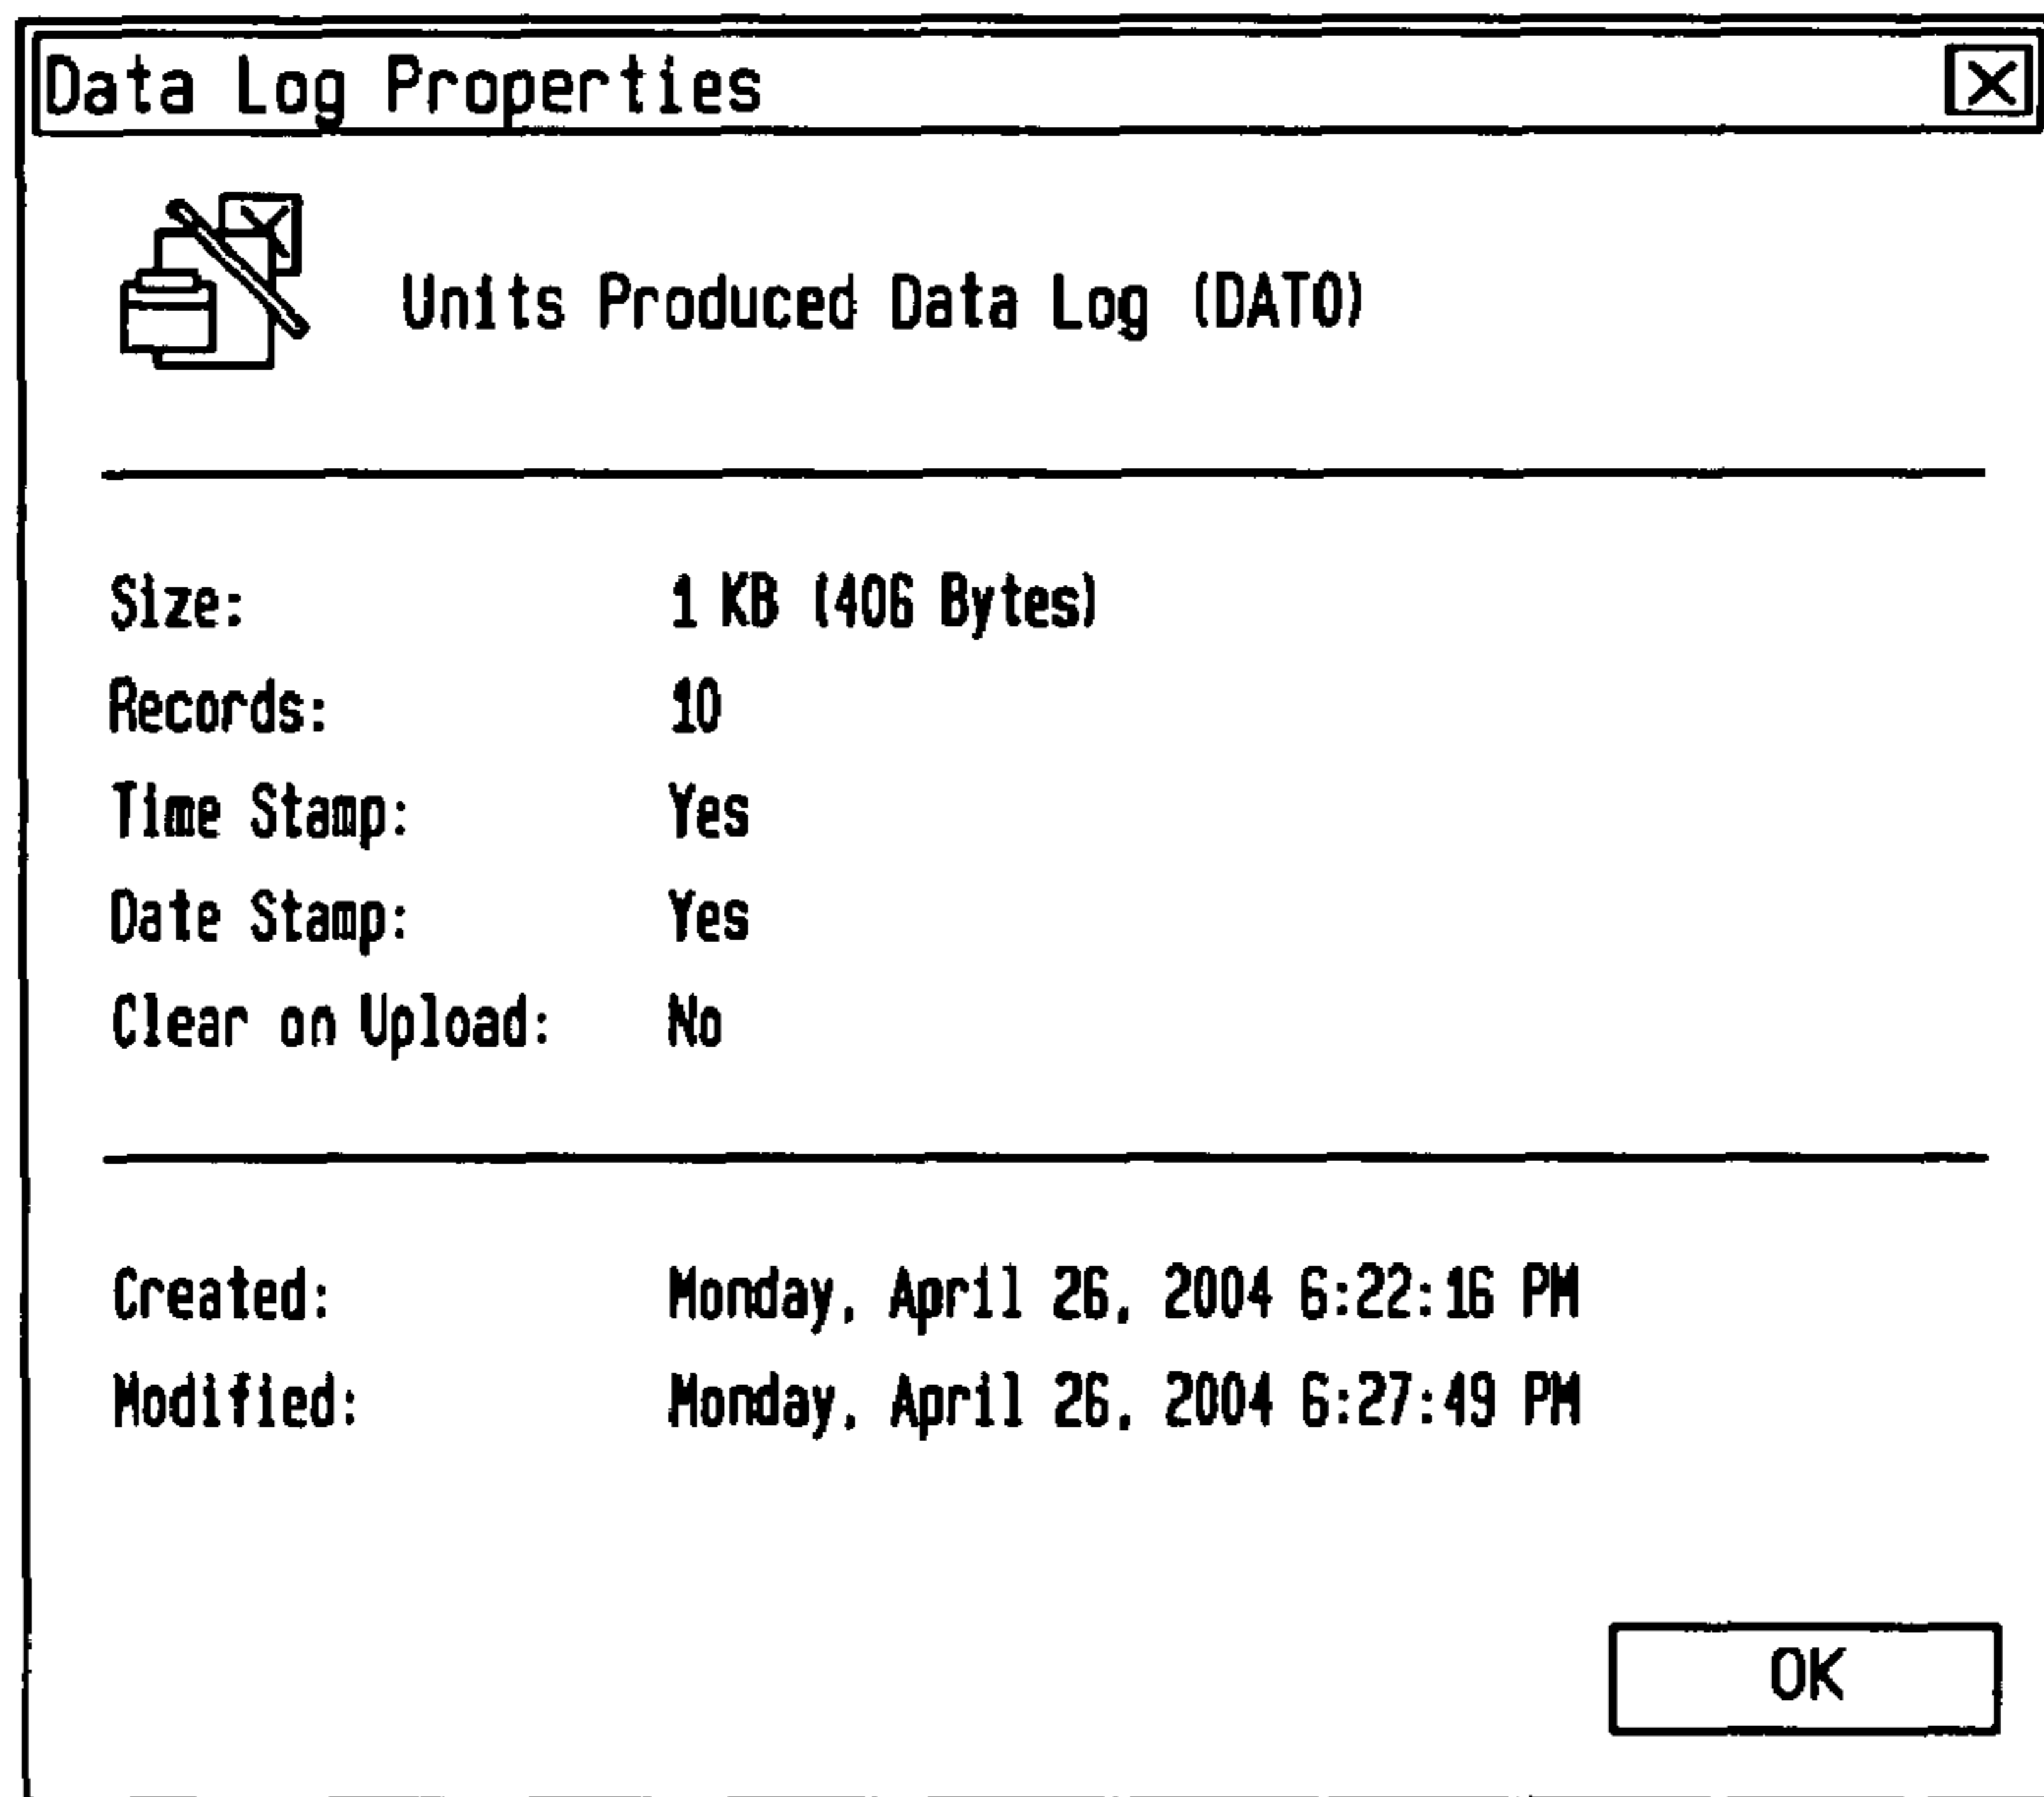 Data Log Properties
Units Produced Data Log (DAT0)
Size: 1 KB (406 Bytes)
Records: 10
Time Stamp: Yes
Date Stamp: Yes
Clear on Upload: No
Created: Monday, April 26, 2004 6:22:16 PM
Modified: Monday, April 26, 2004 6:27:49 PM
OK